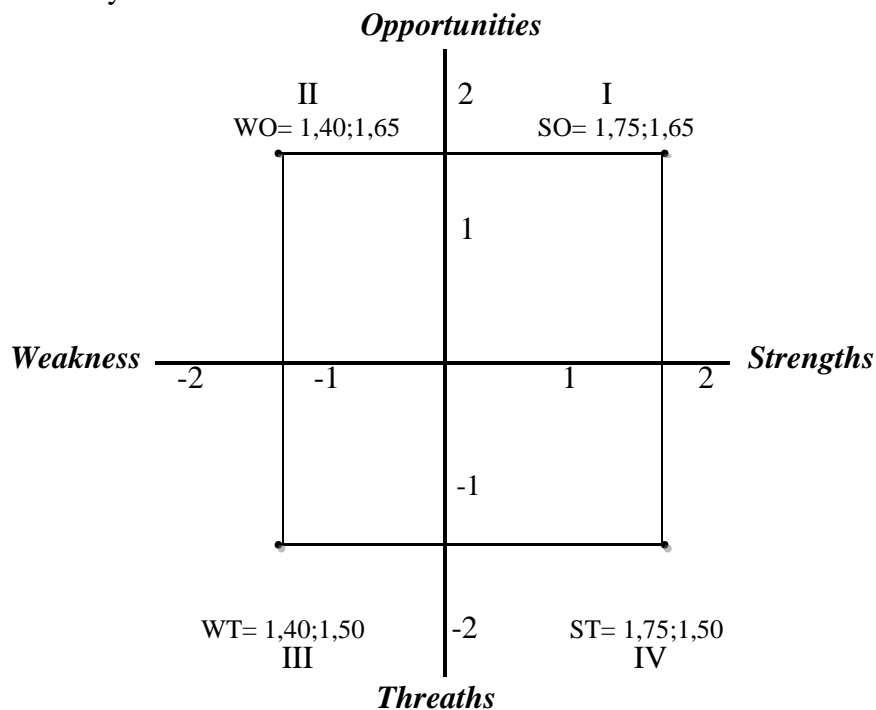 Opportunities
II 2 I
WO= 1,40;1,65 SO= 1,75;1,65
1
Weakness -2 -1 1 2 Strengths
-1
WT= 1,40;1,50 -2 ST= 1,75;1,50
III IV
Threaths